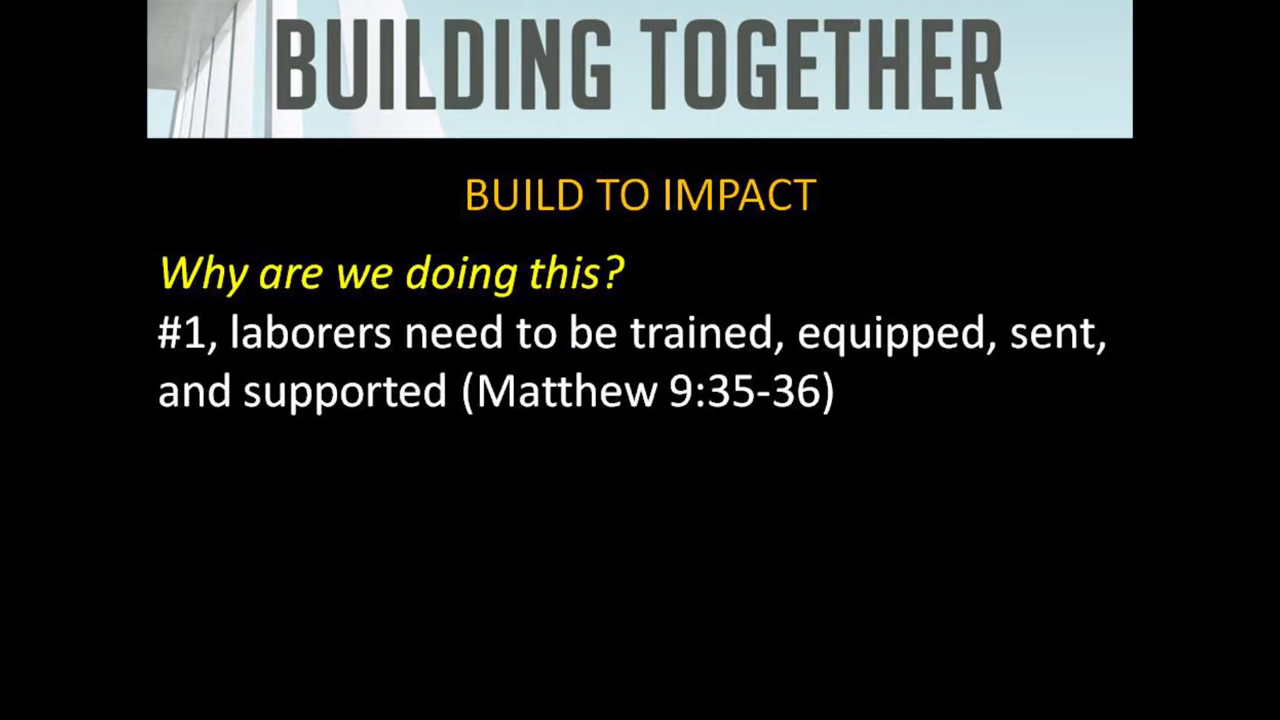 BUILDING TOGETHER
BUILD TO IMPACT
Why are we doing this?
#1, laborers need to be trained, equipped, sent,
and supported (Matthew 9:35-36)